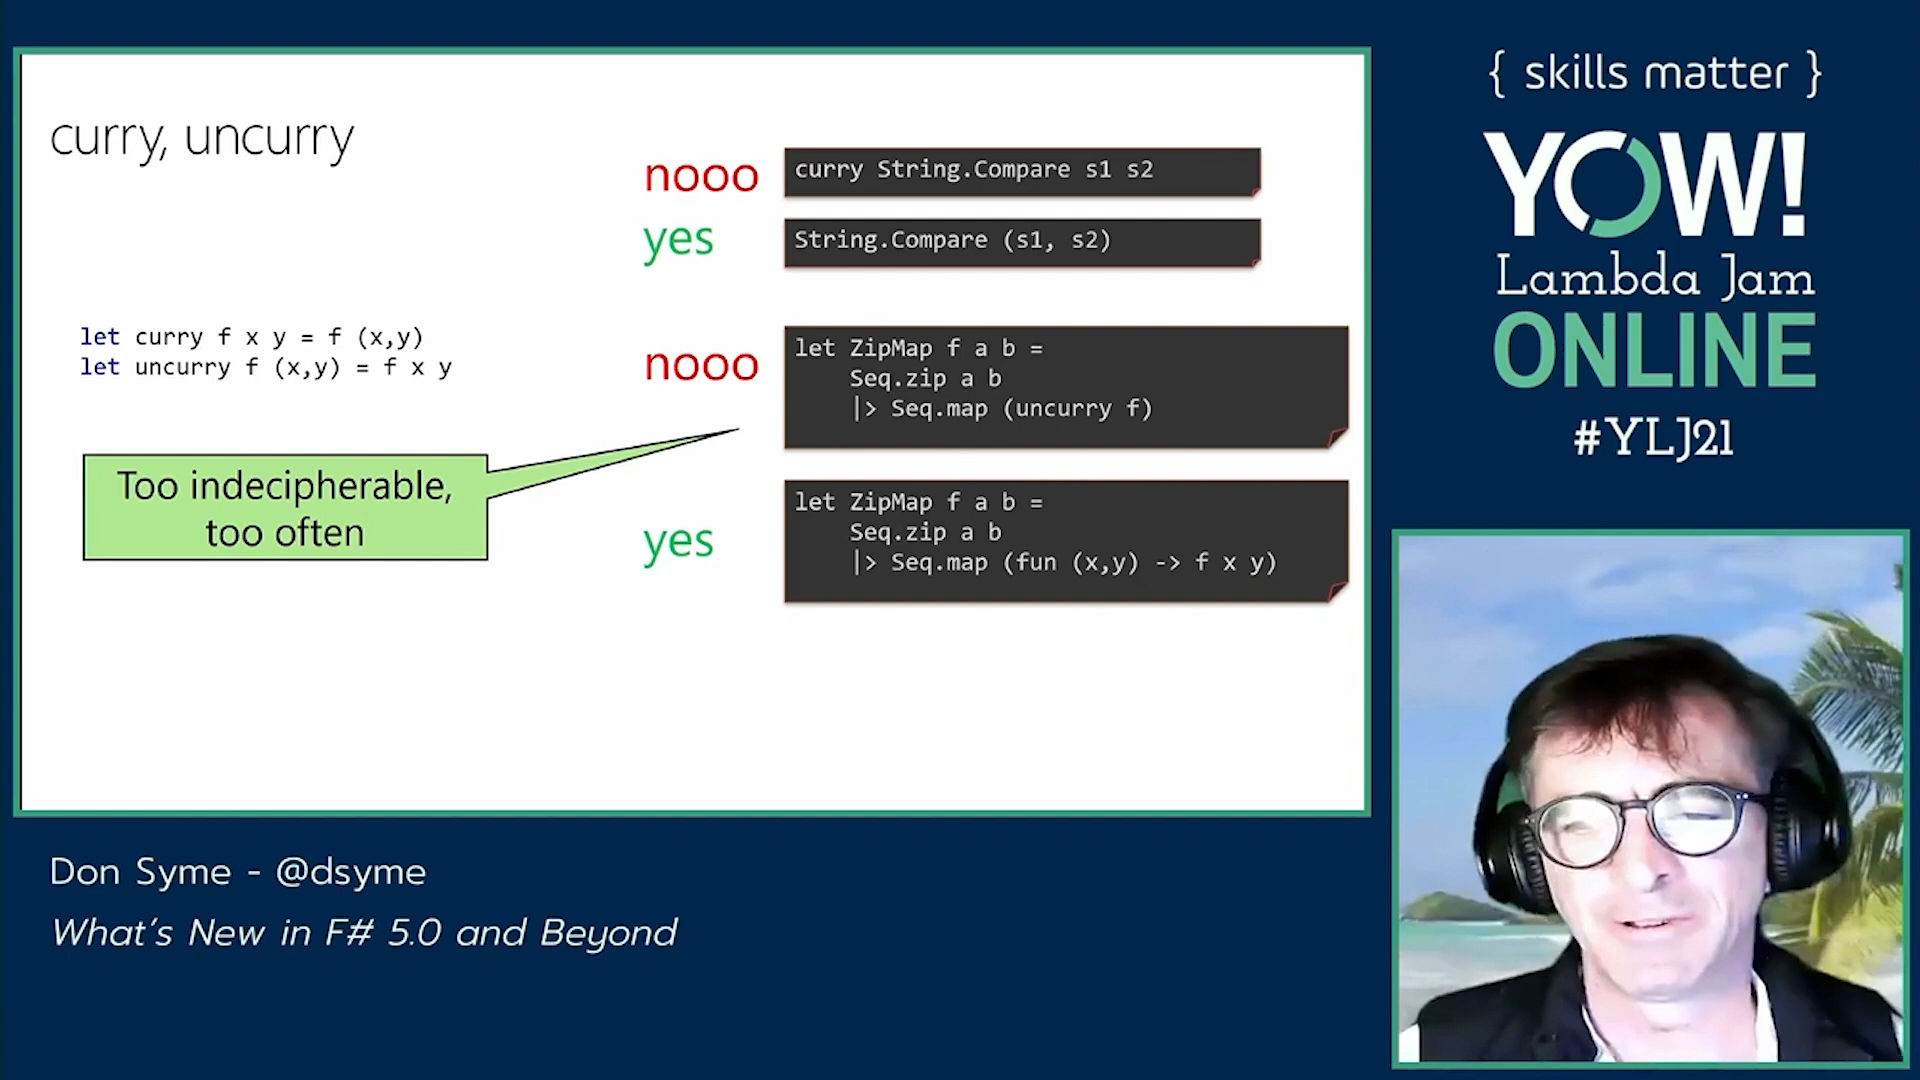 curry, uncurry
nooo
curry String.Compare s1 s2
yes
String.Compare (s1, s2)
let curry f x y = f (x,y)
let uncurry f (x,y) = f x y
nooo
let ZipMap f a b =
    Seq.zip a b
    |> Seq.map (uncurry f)
Too indecipherable,
too often
yes
let ZipMap f a b =
    Seq.zip a b
    |> Seq.map (fun (x,y) -> f x y)
{ skills matter }
YOW!
Lambda Jam
ONLINE
#YLJ21
Don Syme - @dsyme
What's New in F# 5.0 and Beyond